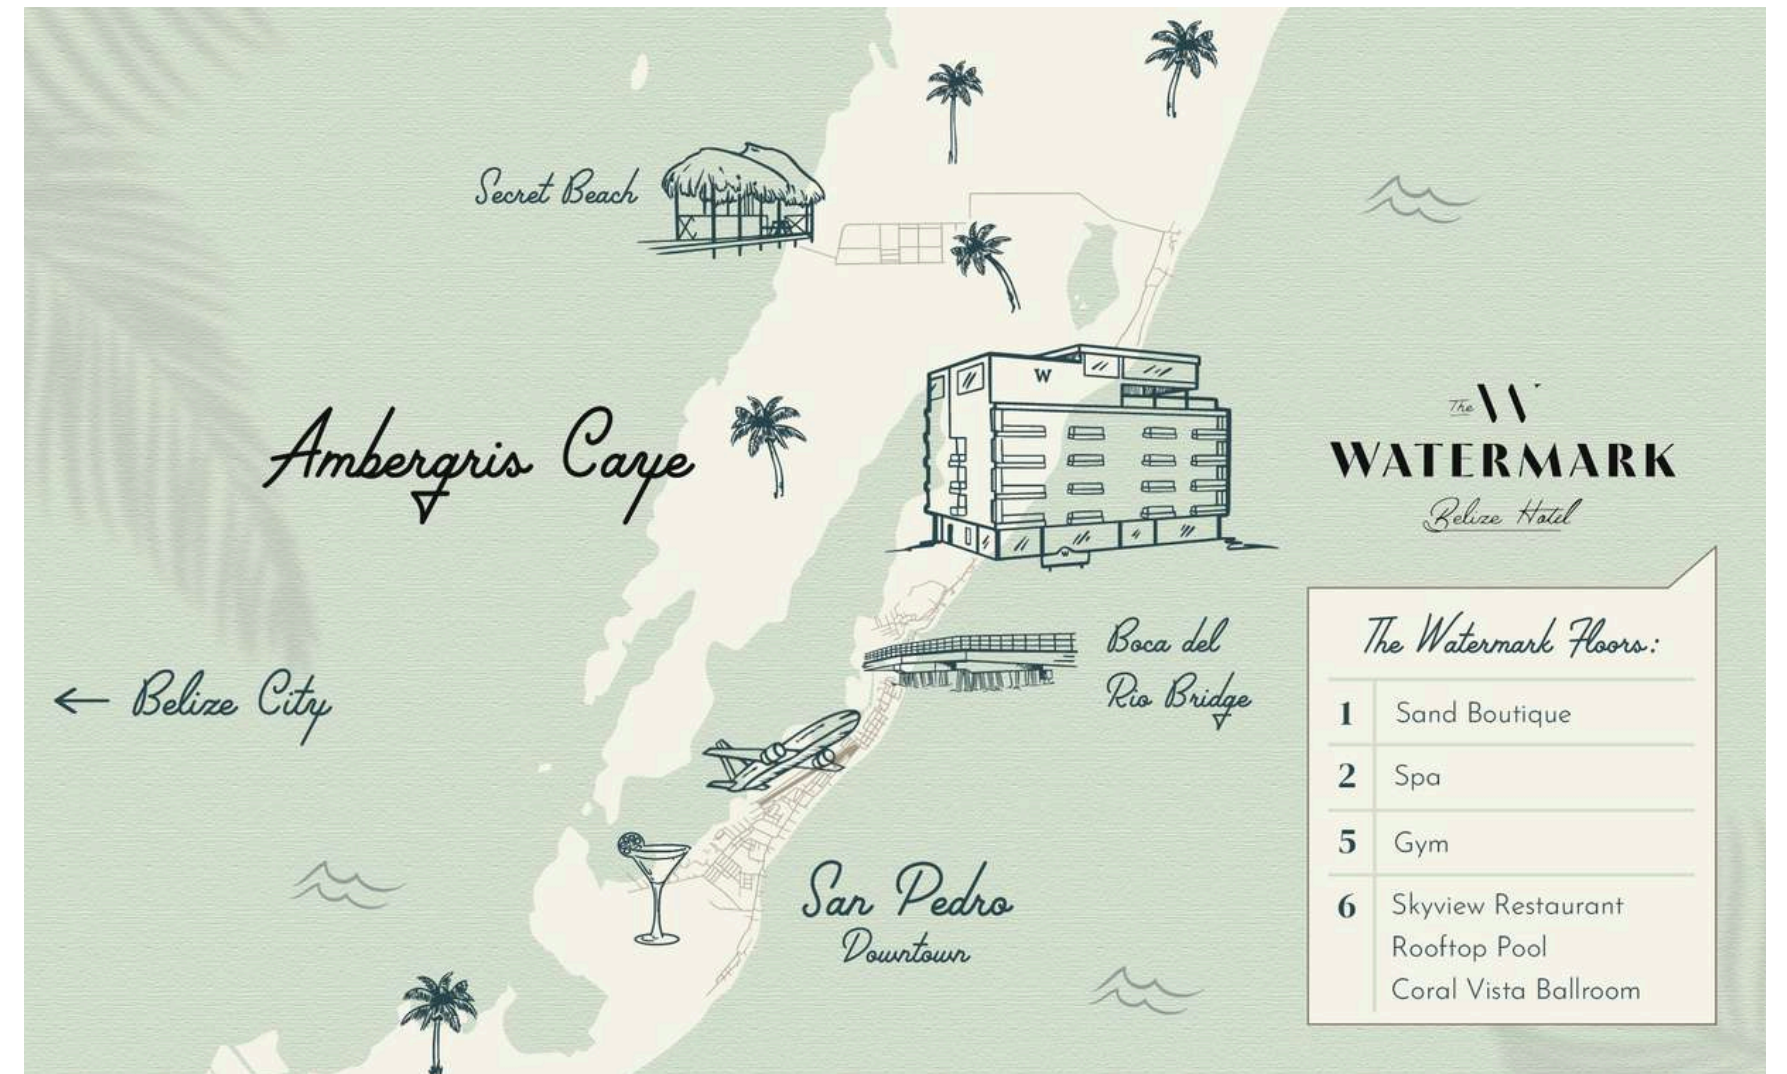 Secret Beach
W
Ambergris Caye
The W
WATERMARK
Belize Hotel
Boca del
Rio Bridge
← Belize City
San Pedro
Downtown
The Watermark Floors:
1 Sand Boutique
2 Spa
5 Gym
6 Skyview Restaurant
Rooftop Pool
Coral Vista Ballroom